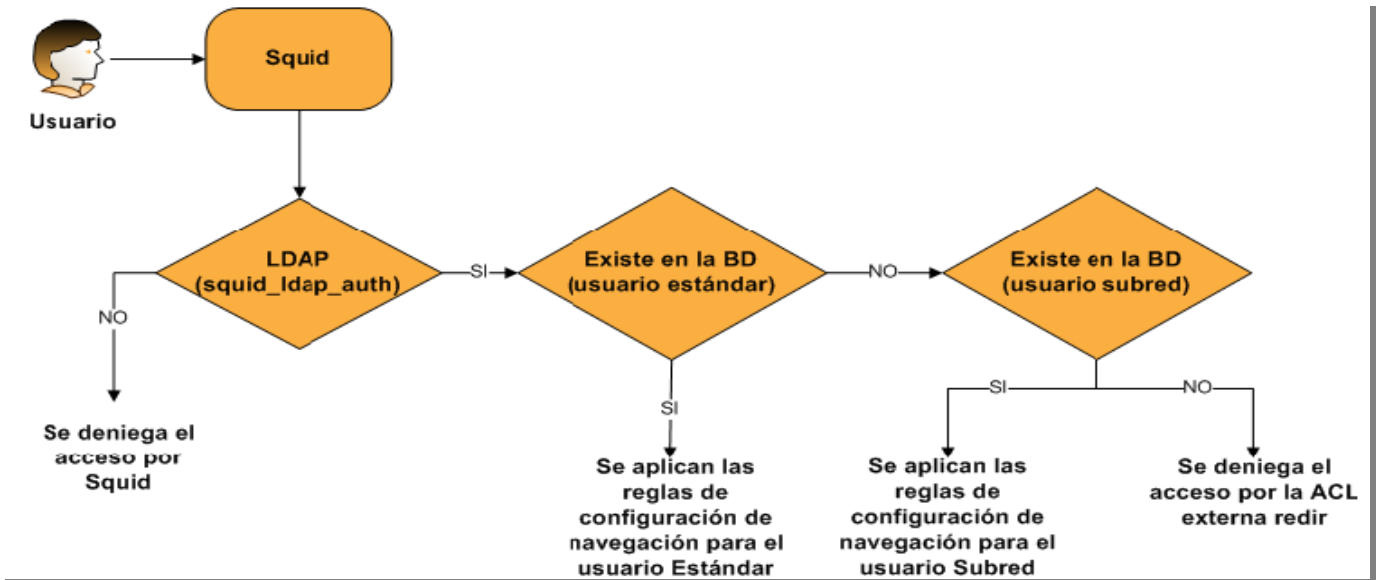 Squid
Usuario
LDAP
(squid_ldap_auth)
SI
Existe en la BD
(usuario estándar)
NO
Existe en la BD
(usuario subred)
NO
Se deniega el
acceso por
Squid
SI
Se aplican las
reglas de
configuración de
navegación para el
usuario Estándar
SI
Se aplican las
reglas de
configuración de
navegación para el
usuario Subred
NO
Se deniega el
acceso por la ACL
externa redir